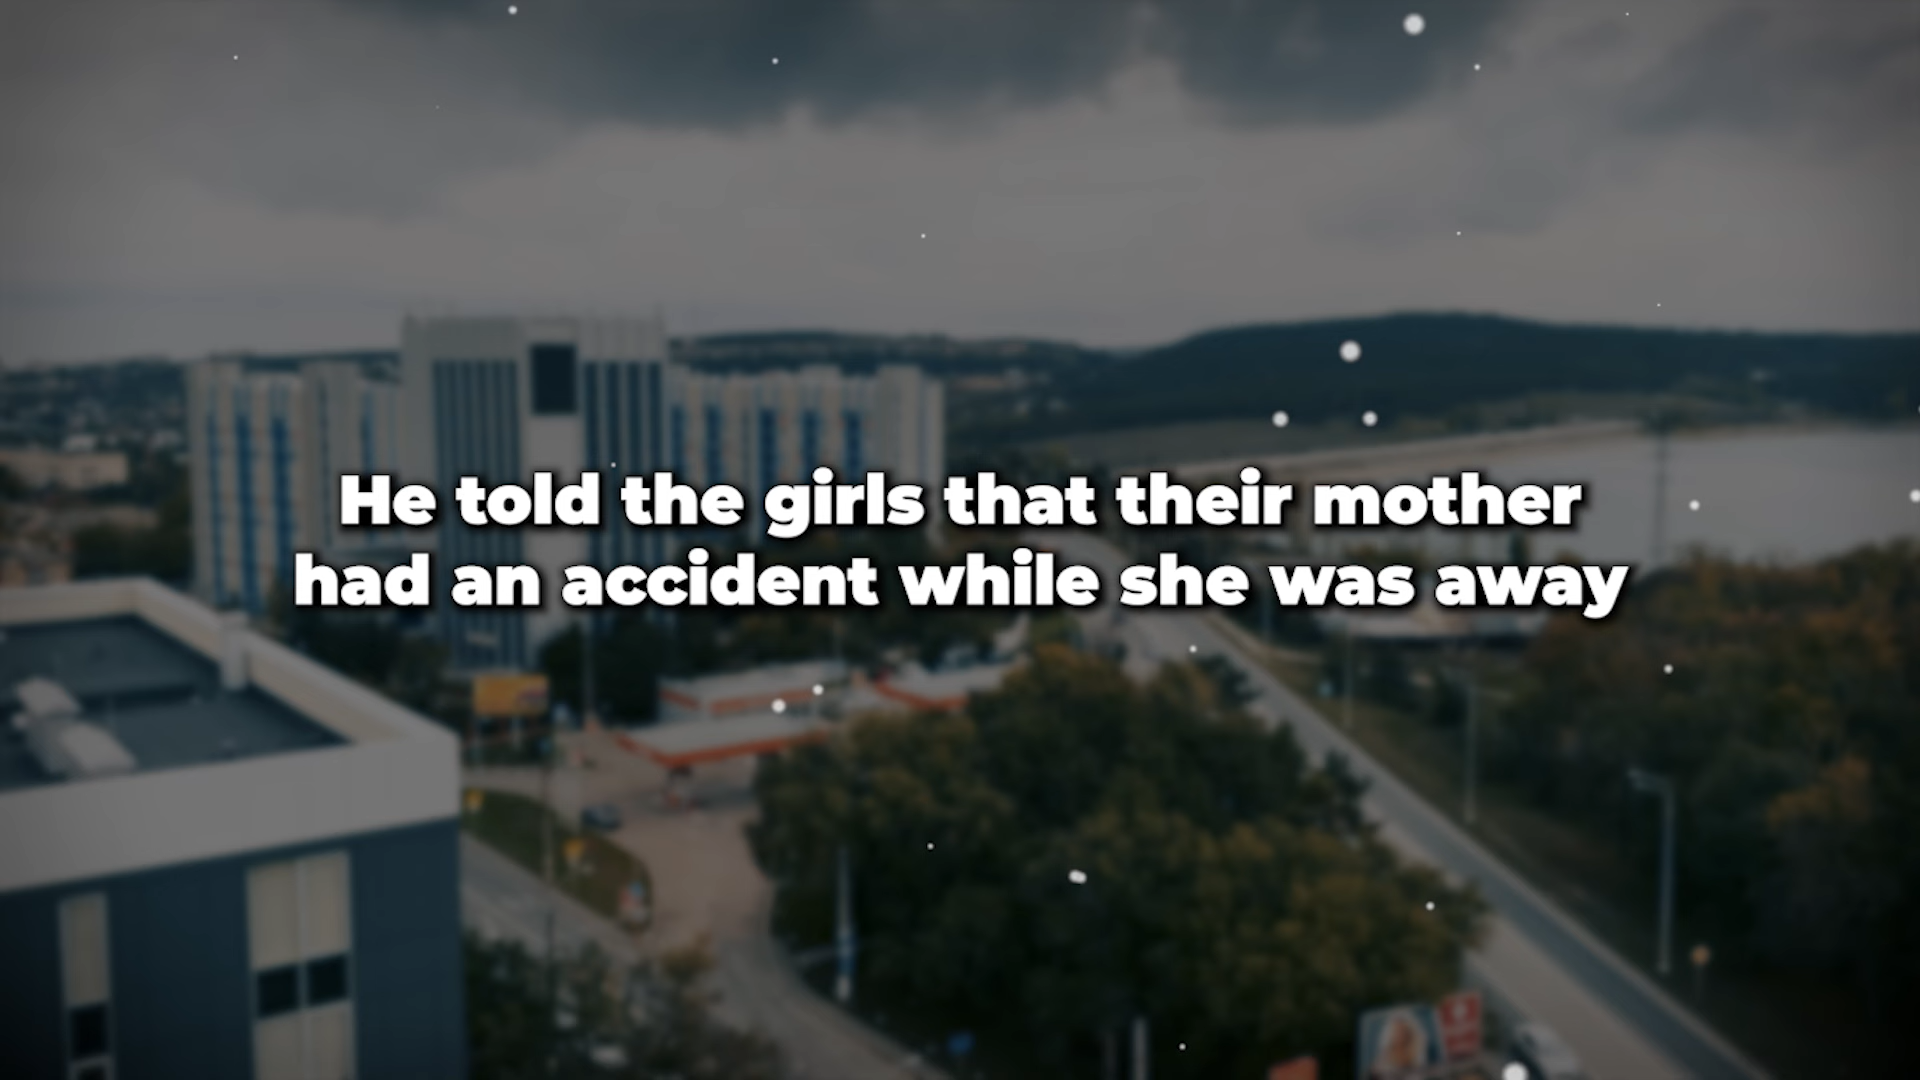 He told the girls that their mother
had an accident while she was away